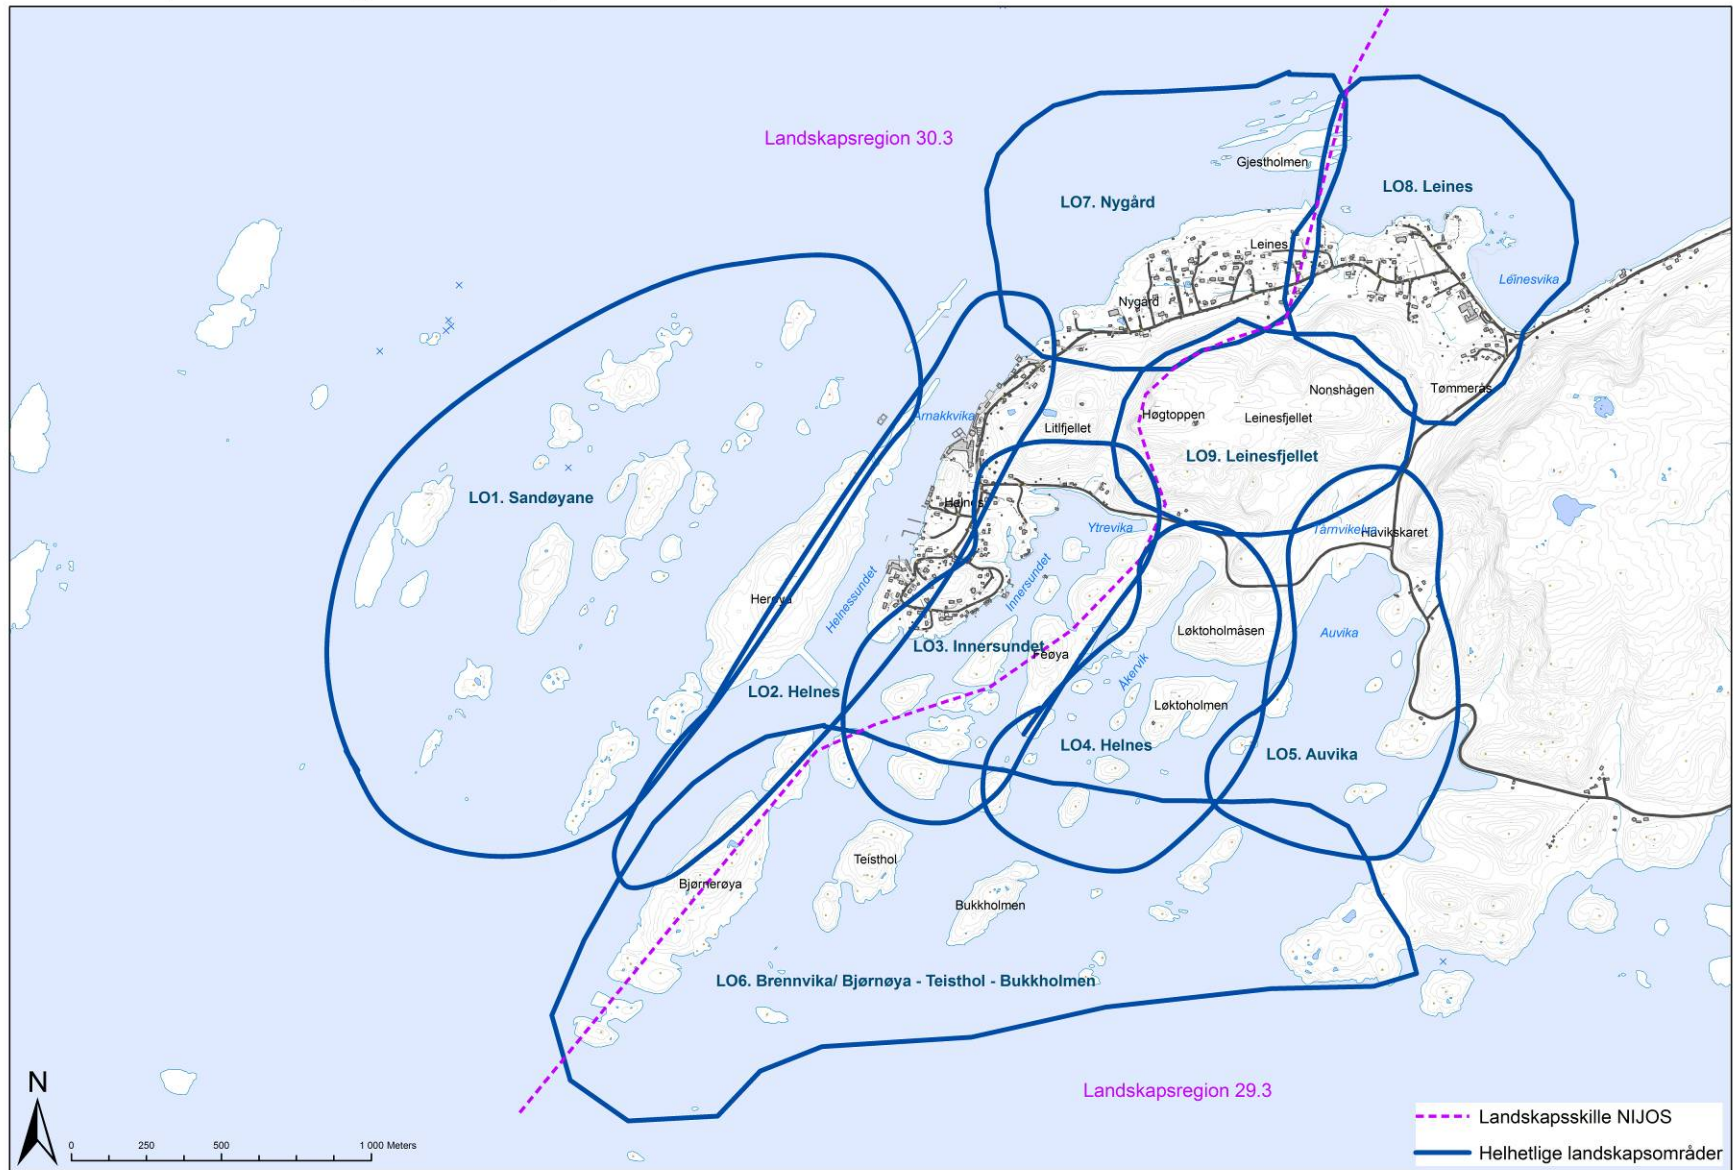 Landskapsregion 30.3
Gjestholmen
LO8. Leines
LO7. Nygård
Leines
Leinesvika
Nygård
Nonshågen
Tømmerås
Arnakkvika
Høgtoppen
Leinesfjellet
Litlfjellet
LO9. Leinesfjellet
LO1. Sandøyane
Helnes
Ytrevika
Tårnvikelva
Håvikskaret
Innersundet
Helnessundet
Herøya
Løktoholmåsen
Auvika
LO3. Innersundet
Feøya
Åkervik
LO2. Helnes
Løktoholmen
LO4. Helnes
LO5. Auvika
Teisthol
Bjørnerøya
Bukkholmen
LO6. Brennvika/ Bjørnøya - Teisthol - Bukkholmen
Landskapsregion 29.3
N
0 250 500 1 000 Meters
Landskapsskille NIJOS
Helhetlige landskapsområder